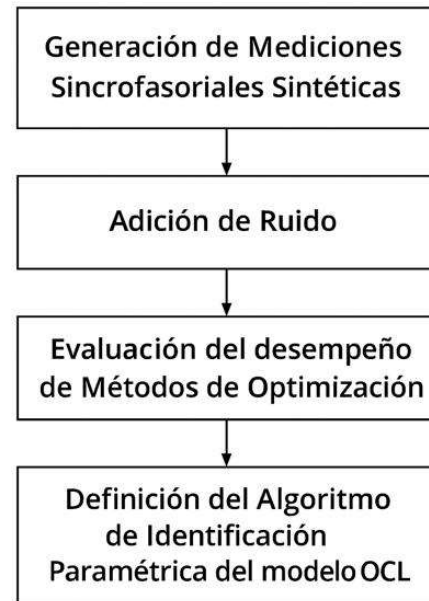 Generación de Mediciones
Sincrofasoriales Sintéticas
Adición de Ruido
Evaluación del desempeño
de Métodos de Optimización
Definición del Algoritmo
de Identificación
Paramétrica del modelo OCL